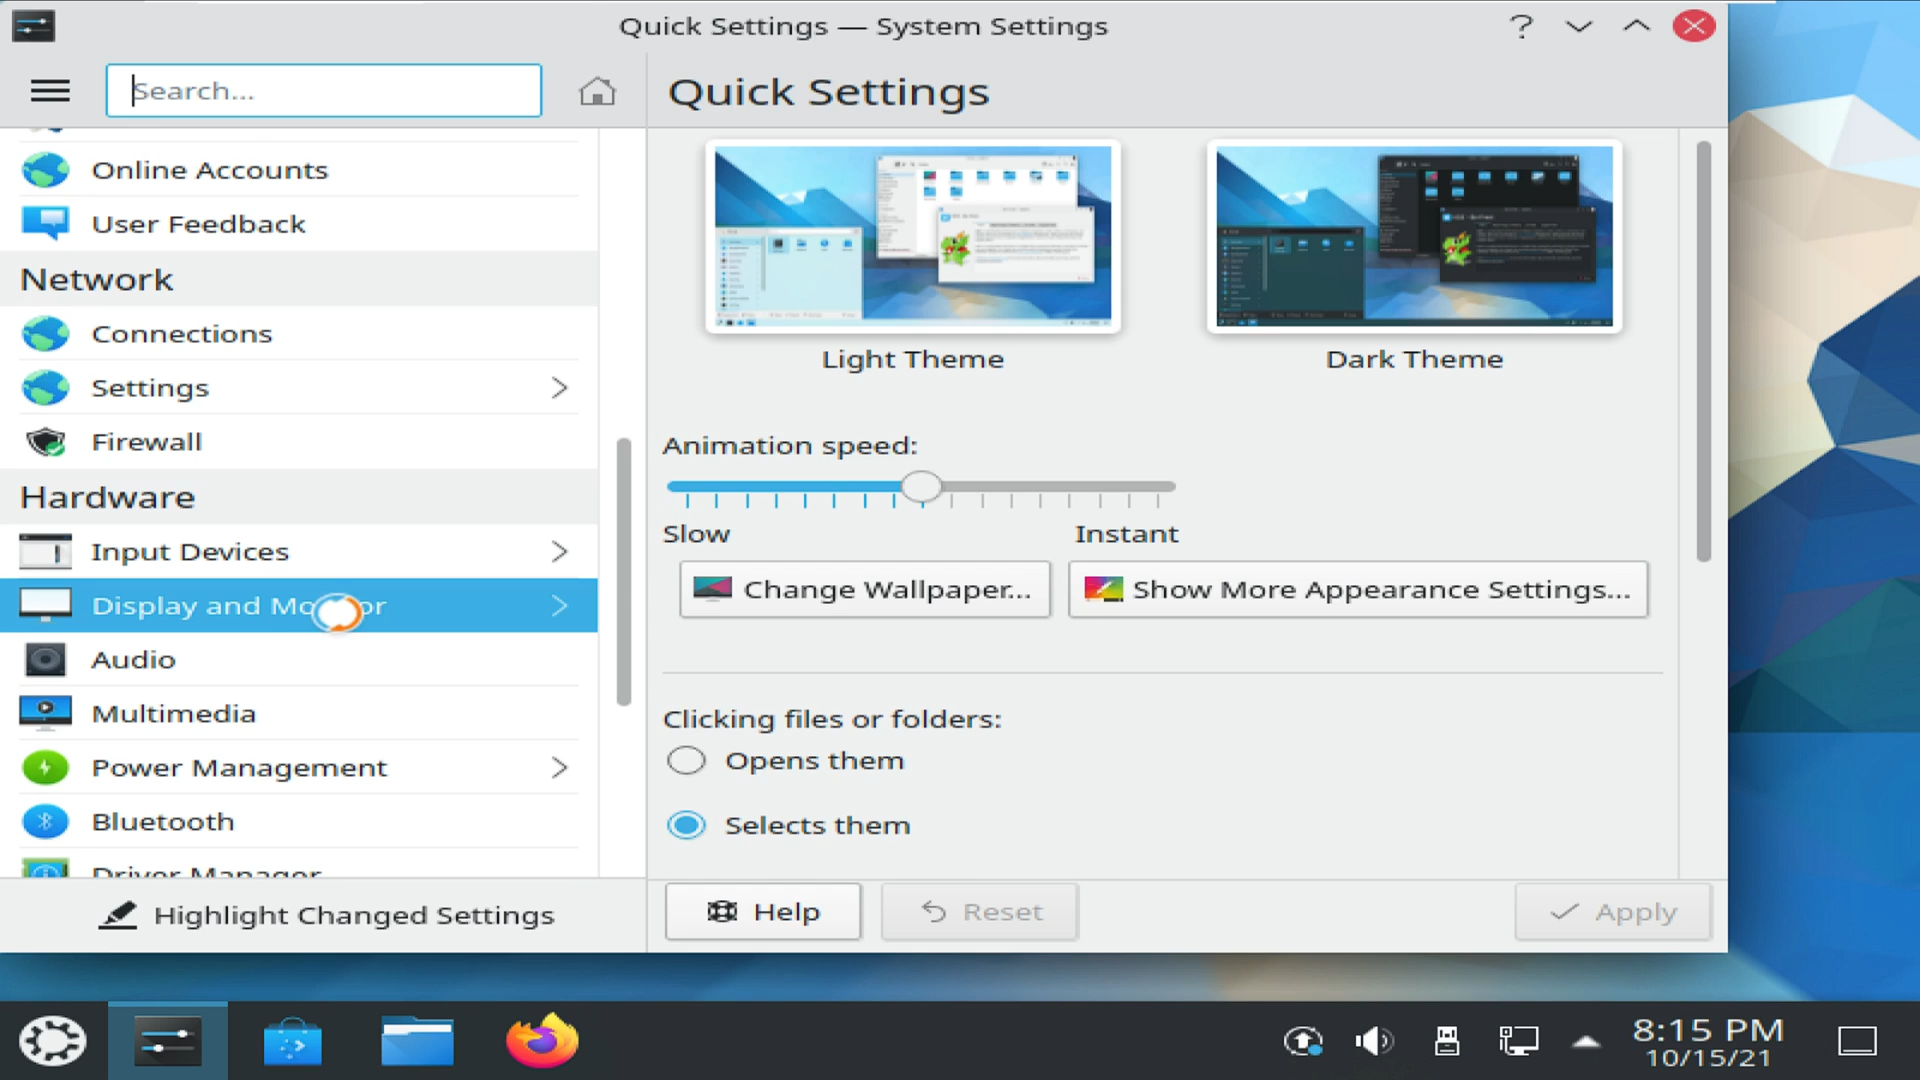 Quick Settings — System Settings
Search...
Quick Settings
Online Accounts
User Feedback
Network
Connections
Settings
Firewall
Hardware
Input Devices
Display and Mo or
Audio
Multimedia
Power Management
Bluetooth
Driver Manager
Highlight Changed Settings
Light Theme
Dark Theme
Animation speed:
Slow
Instant
Change Wallpaper...
Show More Appearance Settings...
Clicking files or folders:
Opens them
Selects them
Help
Reset
Apply
8:15 PM
10/15/21